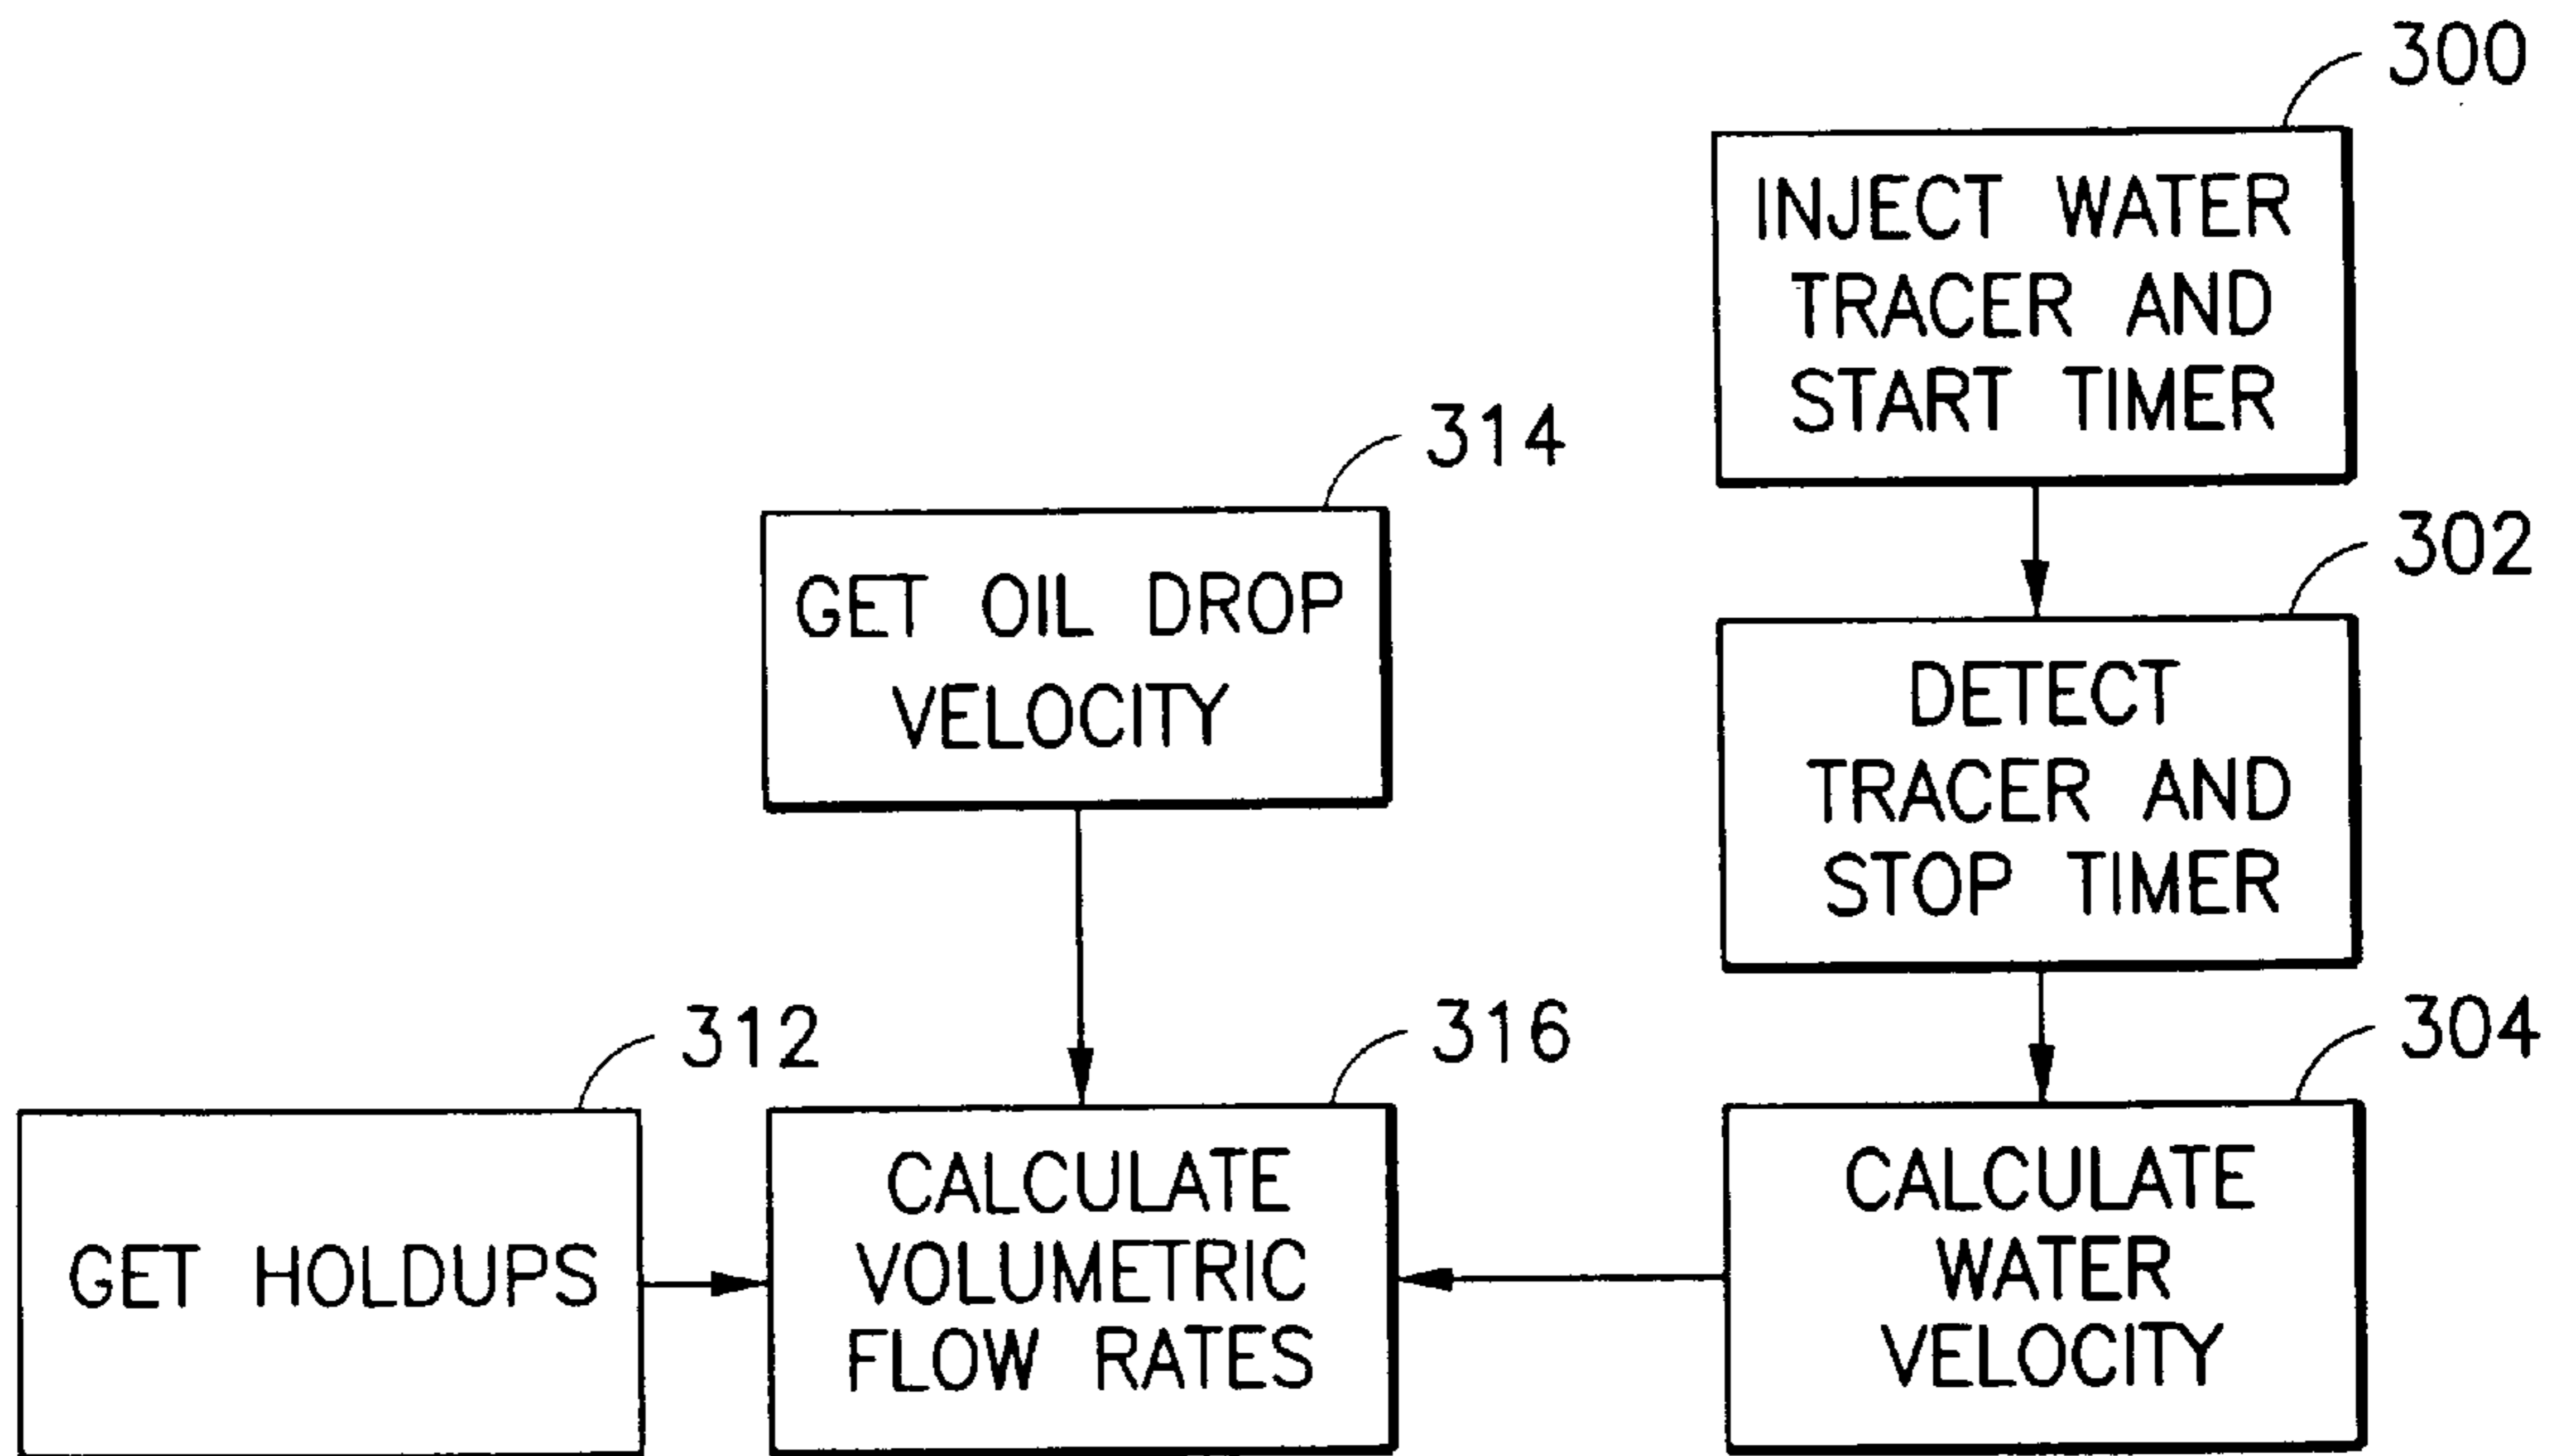 300
INJECT WATER
TRACER AND
START TIMER
314
GET OIL DROP
VELOCITY
302
DETECT
TRACER AND
STOP TIMER
312
GET HOLDUPS
316
CALCULATE
VOLUMETRIC
FLOW RATES
304
CALCULATE
WATER
VELOCITY